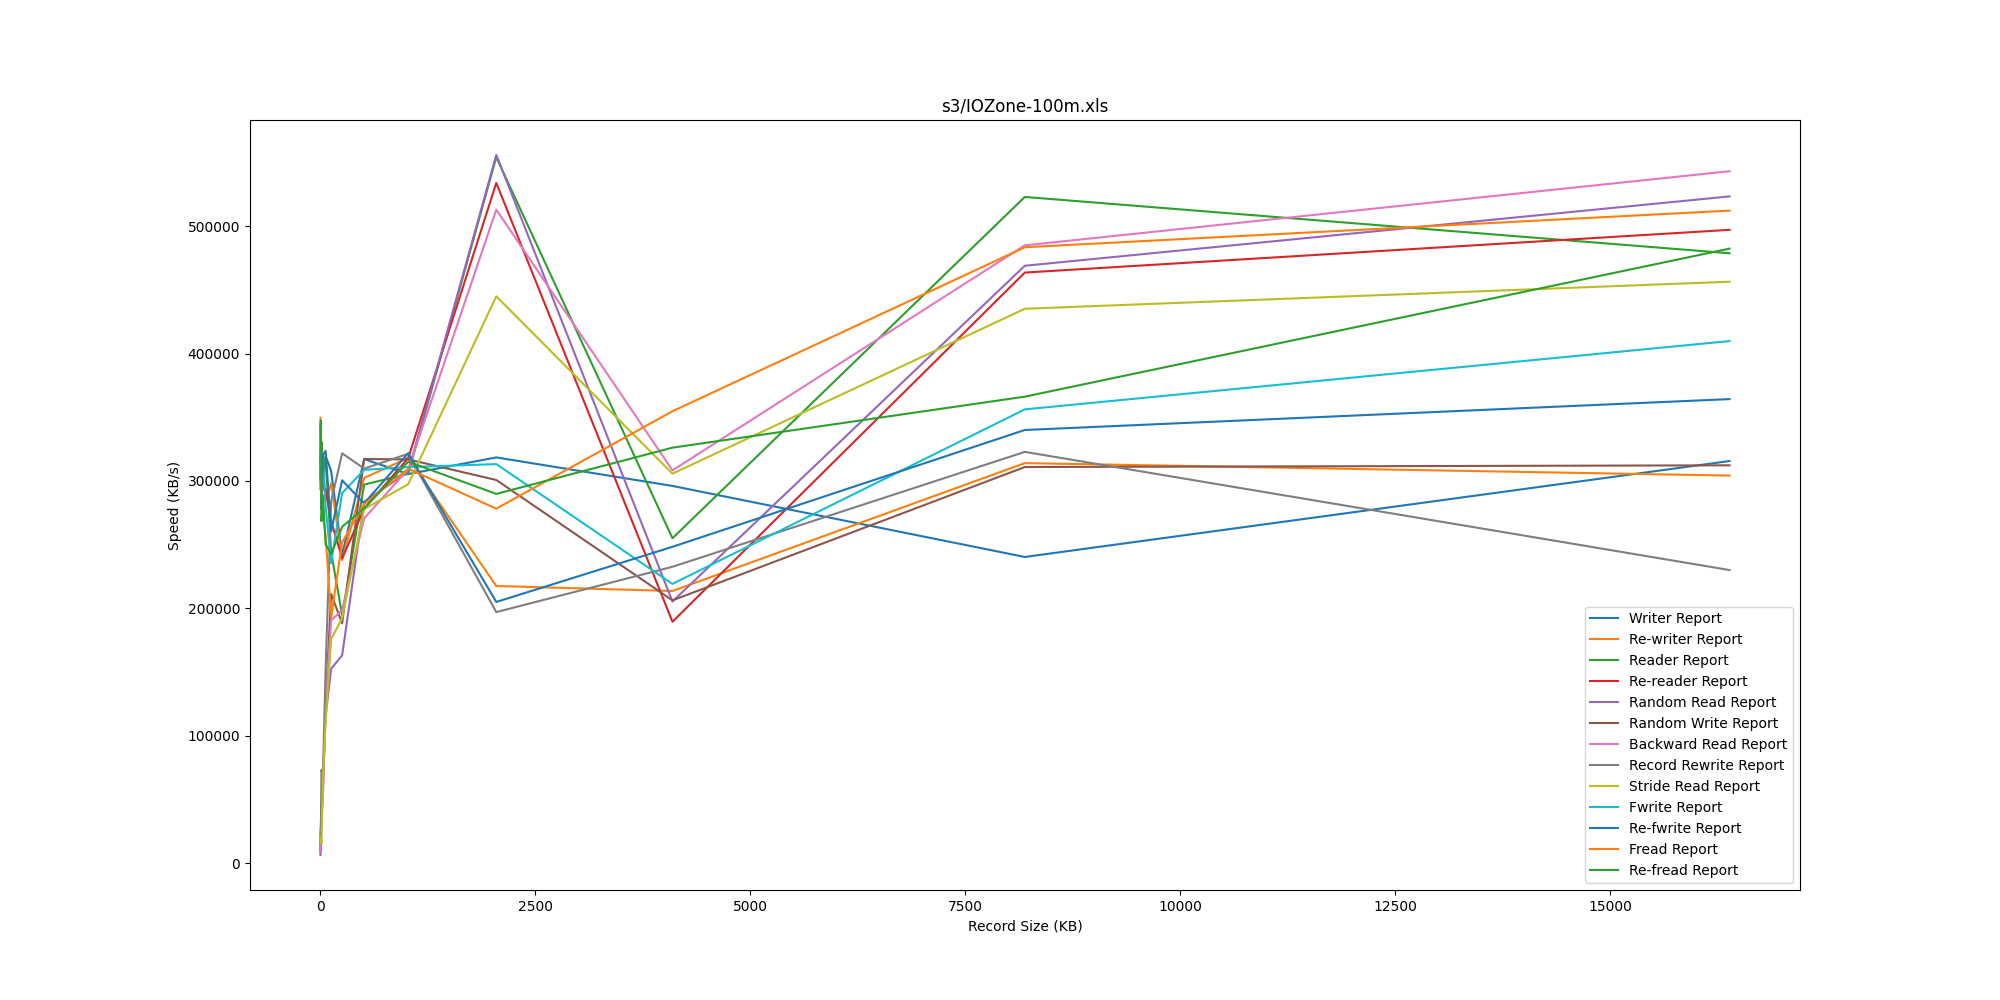 s3/IOZone-100m.xls
Speed (KB/s)
500000
400000
300000
200000
100000
0
0 2500 5000 7500 10000 12500 15000
Record Size (KB)
Writer Report
Re-writer Report
Reader Report
Re-reader Report
Random Read Report
Random Write Report
Backward Read Report
Record Rewrite Report
Stride Read Report
Fwrite Report
Re-fwrite Report
Fread Report
Re-fread Report